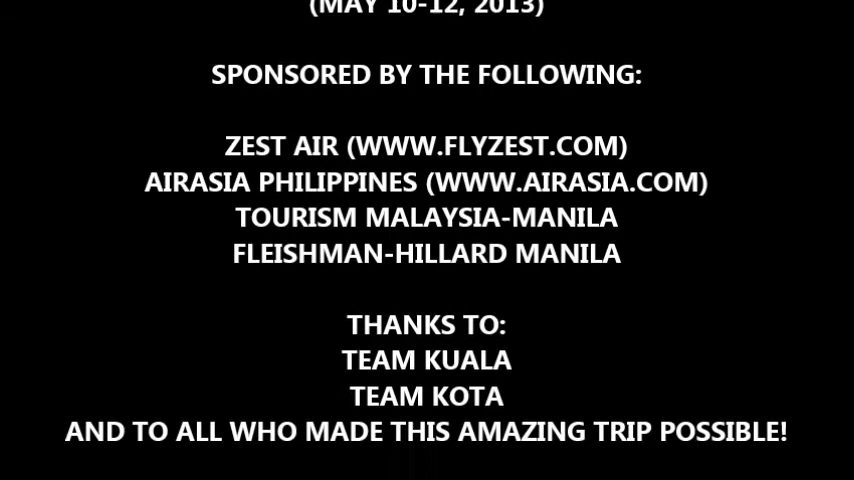 (MAY 10-12, 2013)
SPONSORED BY THE FOLLOWING:
ZEST AIR (WWW.FLYZEST.COM)
AIRASIA PHILIPPINES (WWW.AIRASIA.COM)
TOURISM MALAYSIA-MANILA
FLEISHMAN-HILLARD MANILA
THANKS TO:
TEAM KUALA
TEAM KOTA
AND TO ALL WHO MADE THIS AMAZING TRIP POSSIBLE!